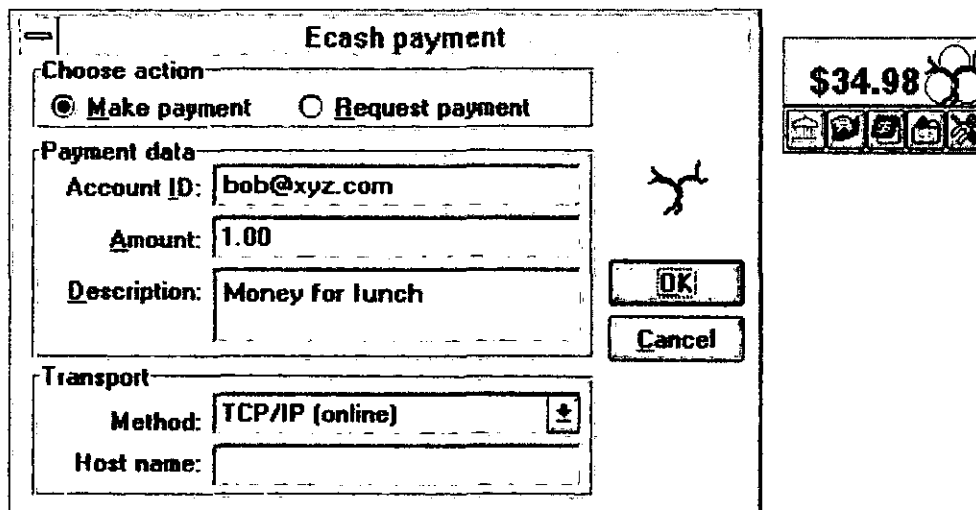 Ecash payment
Choose action
Make payment Request payment
Payment data
Account ID: bob@xyz.com
Amount: 1.00
Description: Money for lunch
OK
Cancel
Transport
Method: TCP/IP (online)
Host name:
$34.98